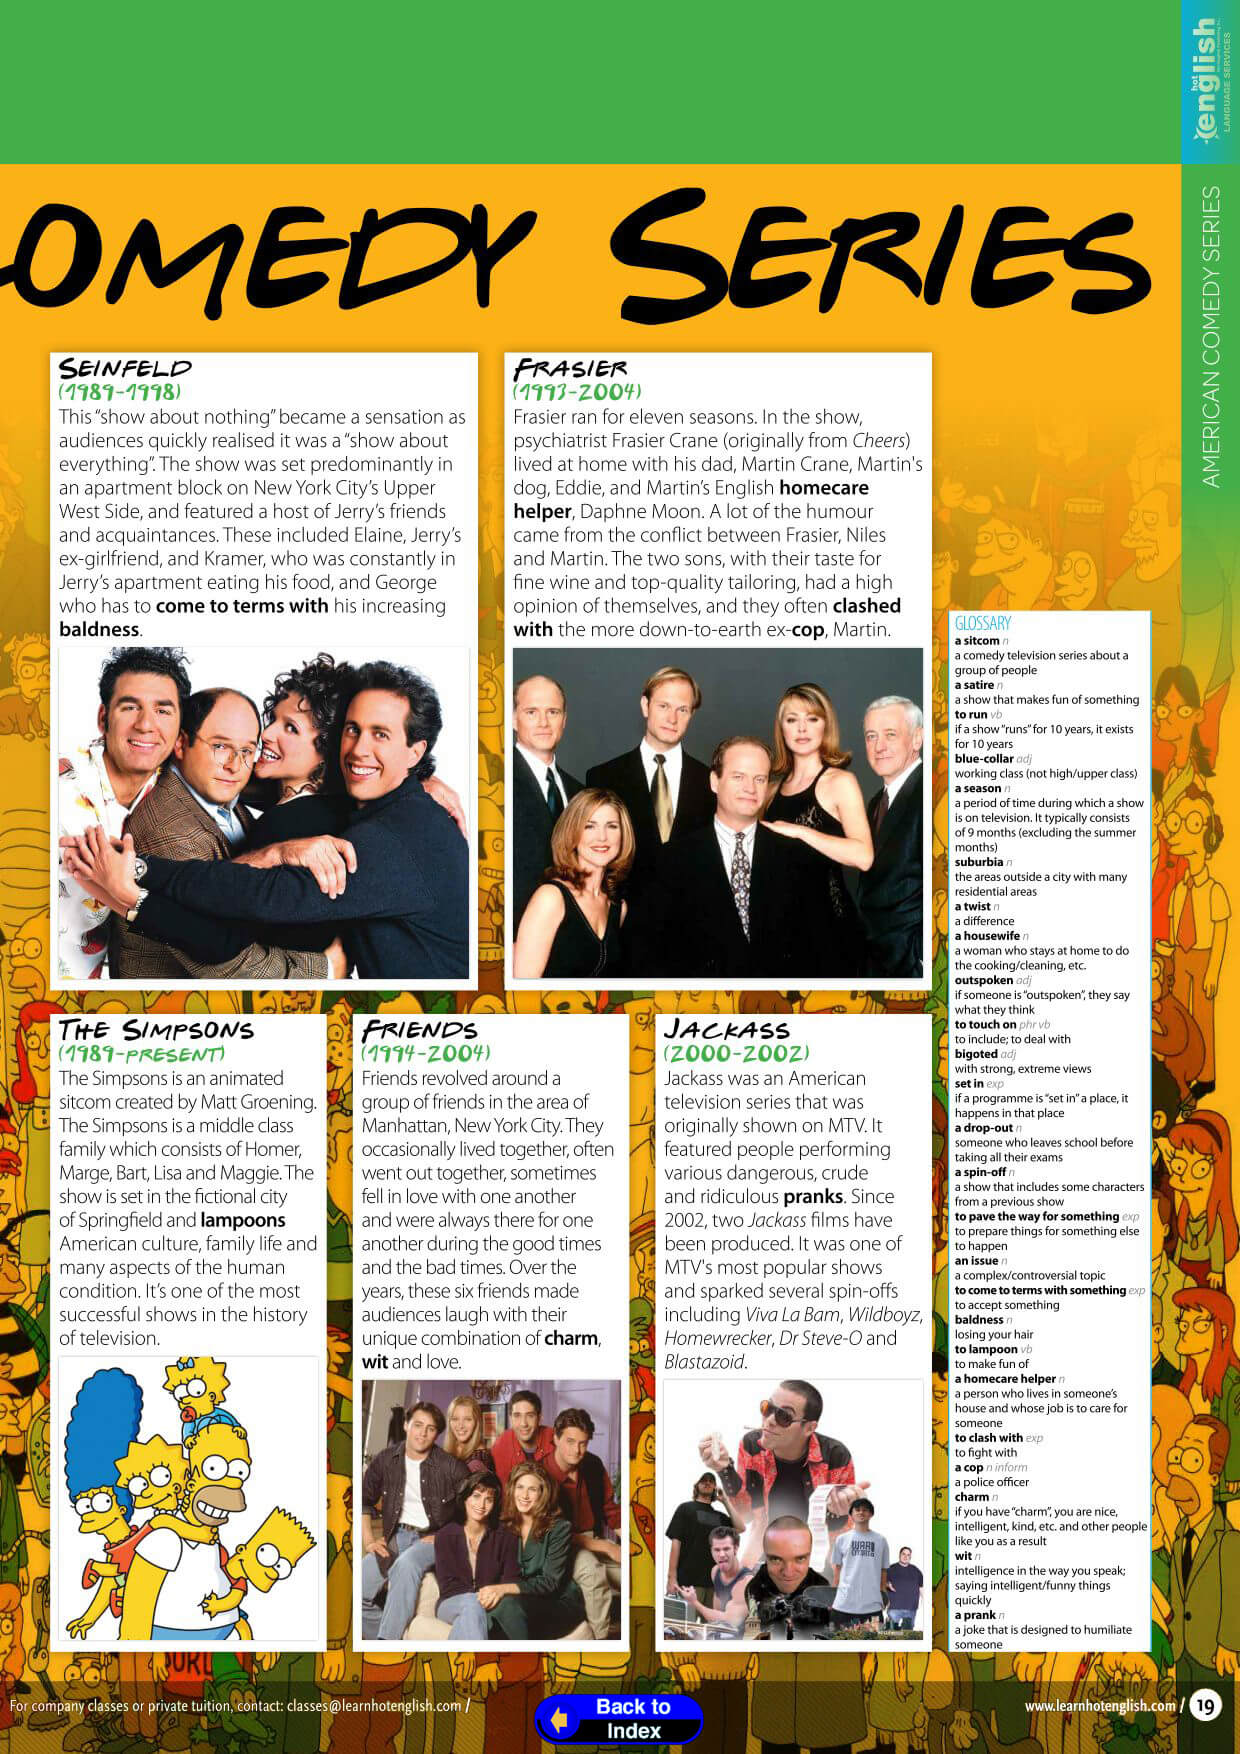 hot
english
LANGUAGE SERVICES
AMERICAN COMEDY SERIES
OMEDY SERIES
SEINFELD
(1989-1998)
This “show about nothing” became a sensation as
audiences quickly realised it was a “show about
everything”. The show was set predominantly in
an apartment block on New York City’s Upper
West Side, and featured a host of Jerry’s friends
and acquaintances. These included Elaine, Jerry’s
ex-girlfriend, and Kramer, who was constantly in
Jerry’s apartment eating his food, and George
who has to come to terms with his increasing
baldness.
FRASIER
(1993-2004)
Frasier ran for eleven seasons. In the show,
psychiatrist Frasier Crane (originally from Cheers)
lived at home with his dad, Martin Crane, Martin's
dog, Eddie, and Martin’s English homecare
helper, Daphne Moon. A lot of the humour
came from the conflict between Frasier, Niles
and Martin. The two sons, with their taste for
fine wine and top-quality tailoring, had a high
opinion of themselves, and they often clashed
with the more down-to-earth ex-cop, Martin.
THE SIMPSONS
(1989-PRESENT)
The Simpsons is an animated
sitcom created by Matt Groening.
The Simpsons is a middle class
family which consists of Homer,
Marge, Bart, Lisa and Maggie. The
show is set in the fictional city
of Springfield and lampoons
American culture, family life and
many aspects of the human
condition. It’s one of the most
successful shows in the history
of television.
FRIENDS
(1994-2004)
Friends revolved around a
group of friends in the area of
Manhattan, New York City. They
occasionally lived together, often
went out together, sometimes
fell in love with one another
and were always there for one
another during the good times
and the bad times. Over the
years, these six friends made
audiences laugh with their
unique combination of charm,
wit and love.
JACKASS
(2000-2002)
Jackass was an American
television series that was
originally shown on MTV. It
featured people performing
various dangerous, crude
and ridiculous pranks. Since
2002, two Jackass films have
been produced. It was one of
MTV's most popular shows
and sparked several spin-offs
including Viva La Bam, Wildboyz,
Homewrecker, Dr Steve-O and
Blastazoid.
GLOSSARY
a sitcom n
a comedy television series about a
group of people
a satire n
a show that makes fun of something
to run vb
if a show “runs” for 10 years, it exists
for 10 years
blue-collar adj
working class (not high/upper class)
a season n
a period of time during which a show
is on television. It typically consists
of 9 months (excluding the summer
months)
suburbia n
the areas outside a city with many
residential areas
a twist n
a difference
a housewife n
a woman who stays at home to do
the cooking/cleaning, etc.
outspoken adj
if someone is “outspoken”, they say
what they think
to touch on phr vb
to include; to deal with
bigoted adj
with strong, extreme views
set in exp
if a programme is “set in” a place, it
happens in that place
a drop-out n
someone who leaves school before
taking all their exams
a spin-off n
a show that includes some characters
from a previous show
to pave the way for something exp
to prepare things for something else
to happen
an issue n
a complex/controversial topic
to come to terms with something exp
to accept something
baldness n
losing your hair
to lampoon vb
to make fun of
a homecare helper n
a person who lives in someone’s
house and whose job is to care for
someone
to clash with exp
to fight with
a cop n inform
a police officer
charm n
if you have “charm”, you are nice,
intelligent, kind, etc. and other people
like you as a result
wit n
intelligence in the way you speak;
saying intelligent/funny things
quickly
a prank n
a joke that is designed to humiliate
someone
For company classes or private tuition, contact: classes@learnhotenglish.com /
Back to
Index
www.learnhotenglish.com / 19